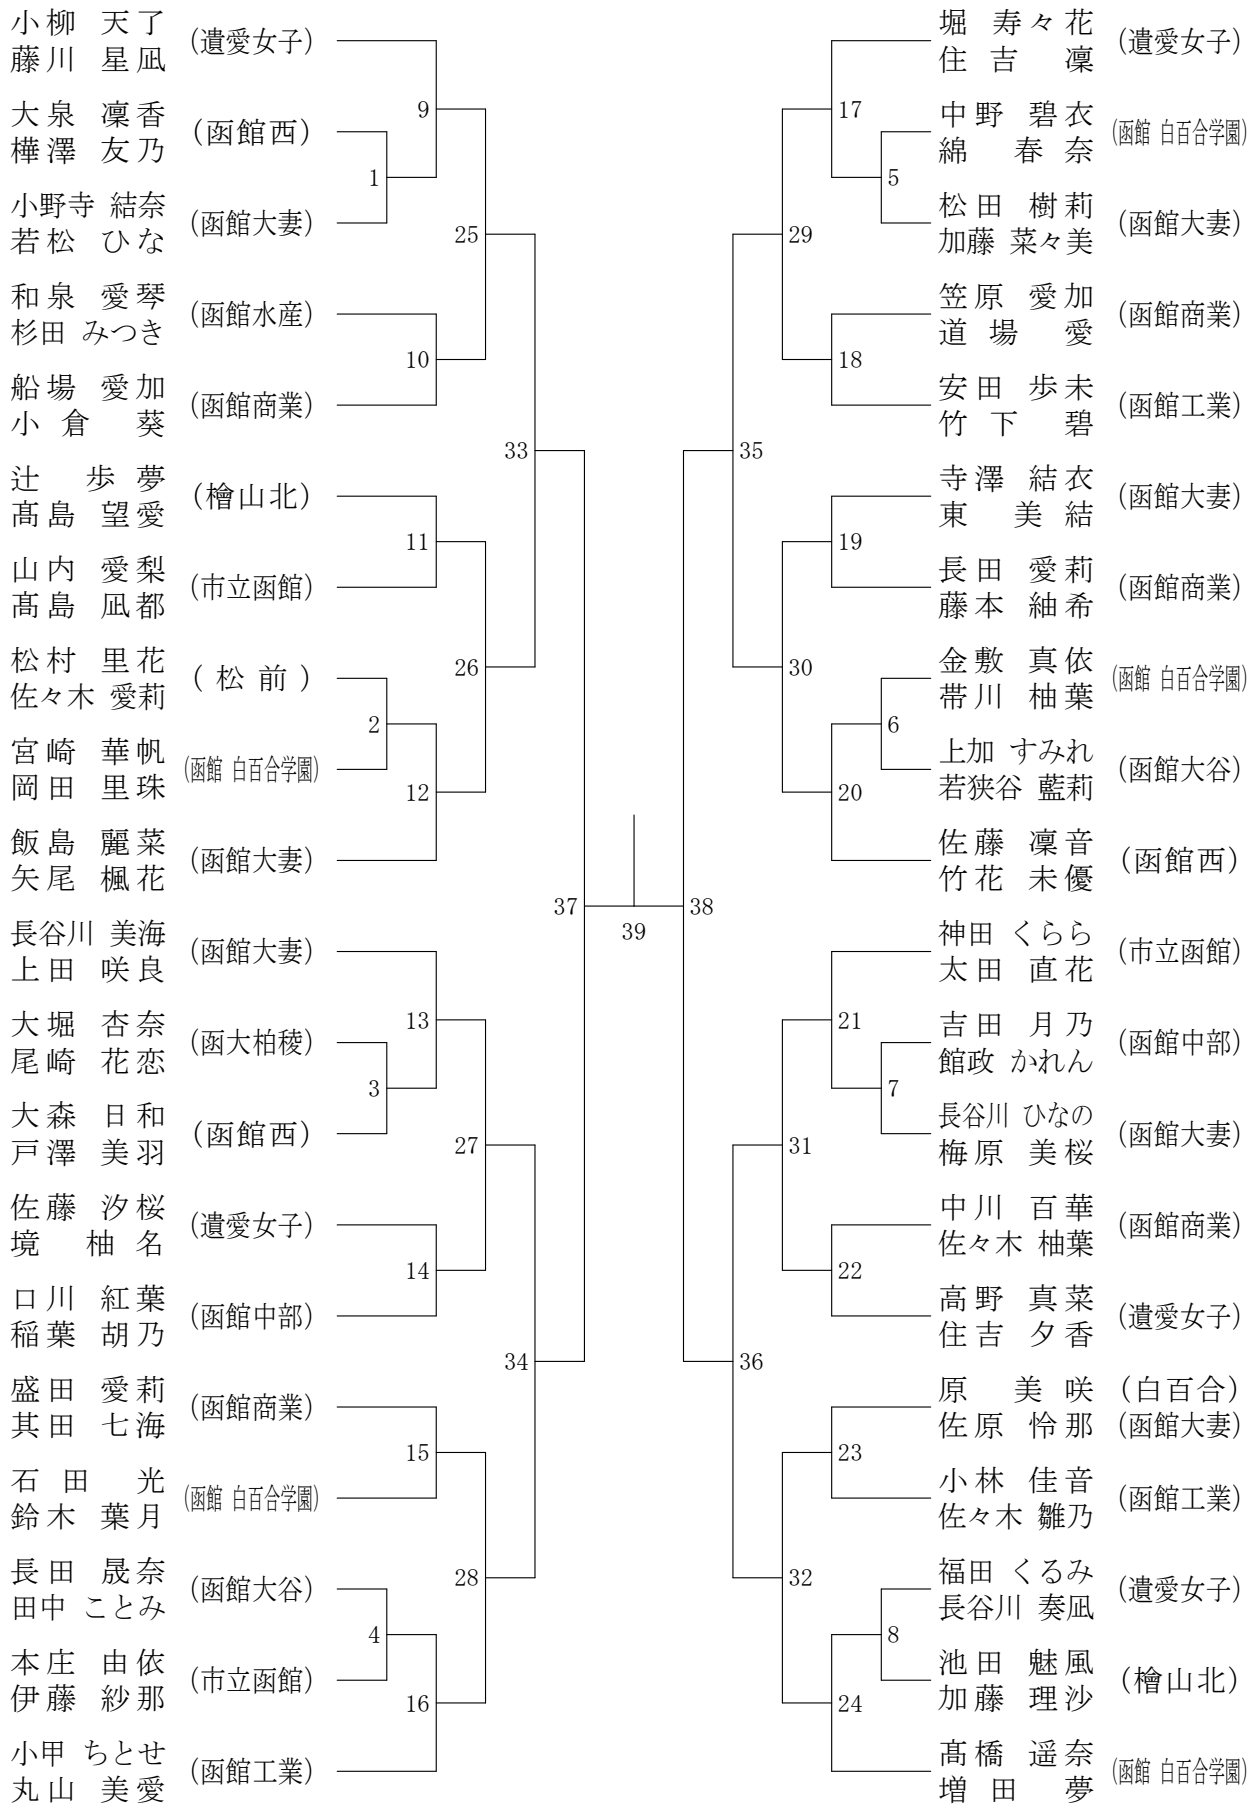 小柳 天了
藤川 星凪
(遺愛女子)
大泉 凜香
樺澤 友乃
(函館西)
小野寺 結奈
若松 ひな
(函館大妻)
和泉 愛琴
杉田 みつき
(函館水産)
船場 愛加
小倉 葵
(函館商業)
辻 歩夢
髙島 望愛
(檜山北)
山内 愛梨
髙島 凪都
(市立函館)
松村 里花
佐々木 愛莉
(松前)
宮崎 華帆
岡田 里珠
(函館 白百合学園)
飯島 麗菜
矢尾 楓花
(函館大妻)
長谷川 美海
上田 咲良
(函館大妻)
大堀 杏奈
尾崎 花恋
(函大柏稜)
大森 日和
戸澤 美羽
(函館西)
佐藤 汐桜
境 柚名
(遺愛女子)
口川 紅葉
稲葉 胡乃
(函館中部)
盛田 愛莉
其田 七海
(函館商業)
石田 光
鈴木 葉月
(函館 白百合学園)
長田 晟奈
田中 ことみ
(函館大谷)
本庄 由依
伊藤 紗那
(市立函館)
小甲 ちとせ
丸山 美愛
(函館工業)
1
2
3
4
9
10
11
12
13
14
15
16
25
26
27
28
33
34
37
39
38
35
36
29
30
31
32
17
18
19
20
21
22
23
24
5
6
7
8
堀 寿々花
住吉 凜
(遺愛女子)
中野 碧衣
綿 春奈
(函館 白百合学園)
松田 樹莉
加藤 菜々美
(函館大妻)
笠原 愛加
道場 愛
(函館商業)
安田 歩未
竹下 碧
(函館工業)
寺澤 結衣
東 美結
(函館大妻)
長田 愛莉
藤本 紬希
(函館商業)
金敷 真依
帯川 柚葉
(函館 白百合学園)
上加 すみれ
若狭谷 藍莉
(函館大谷)
佐藤 凜音
竹花 未優
(函館西)
神田 くらら
太田 直花
(市立函館)
吉田 月乃
館政 かれん
(函館中部)
長谷川 ひなの
梅原 美桜
(函館大妻)
中川 百華
佐々木 柚葉
(函館商業)
高野 真菜
住吉 夕香
(遺愛女子)
原 美咲 (白百合)
佐原 怜那 (函館大妻)
小林 佳音
佐々木 雛乃
(函館工業)
福田 くるみ
長谷川 奏凪
(遺愛女子)
池田 魅風
加藤 理沙
(檜山北)
髙橋 遥奈
増田 夢
(函館 白百合学園)